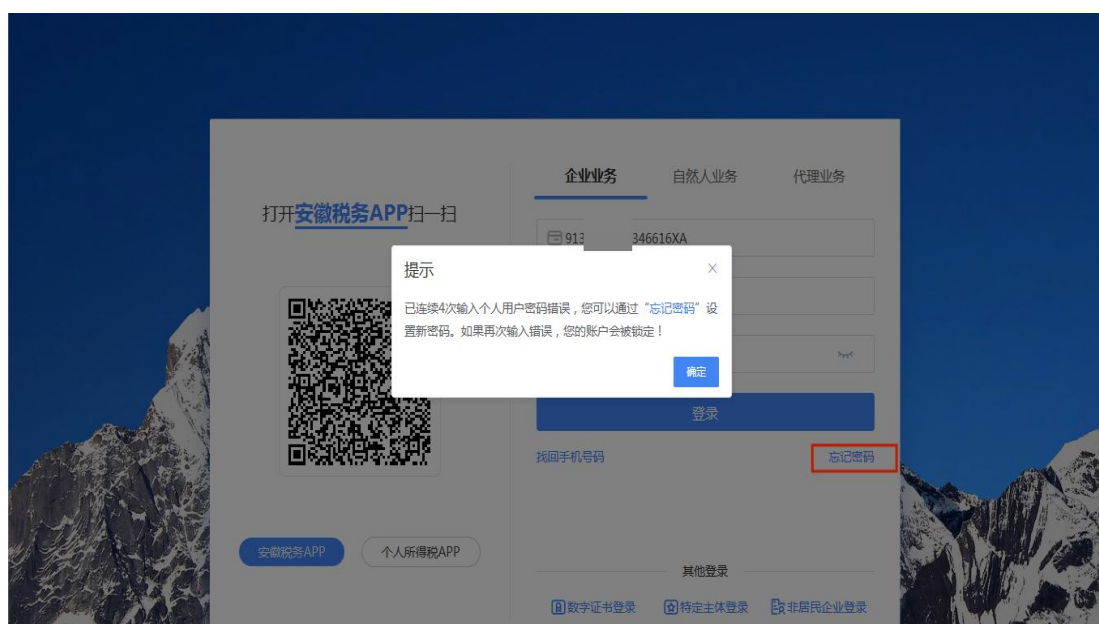 企业业务
自然人业务
代理业务
打开安徽税务APP扫一扫
913 346616XA
提示
已连续4次输入个人用户密码错误，您可以通过“忘记密码”设
置新密码。如果再次输入错误，您的账户会被锁定！
确定
登录
找回手机号码
忘记密码
安徽税务APP
个人所得税APP
其他登录
数字证书登录
特定主体登录
非居民企业登录